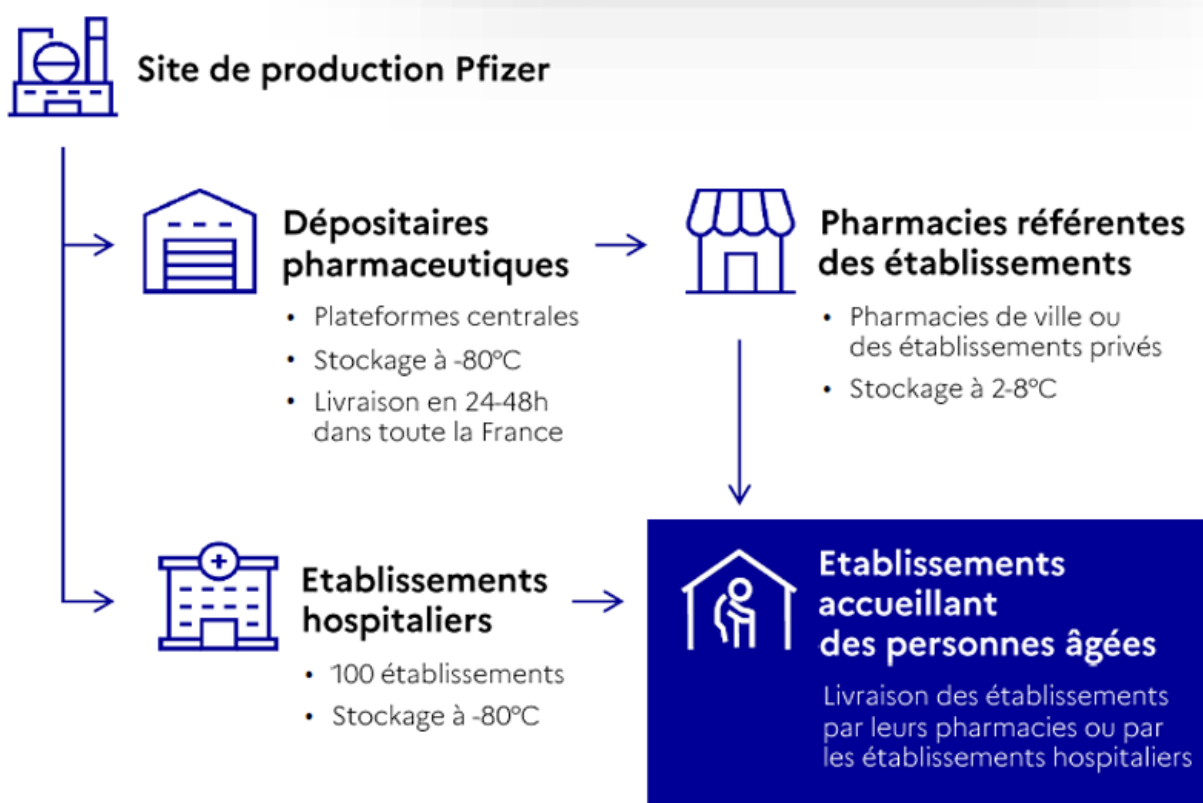 Site de production Pfizer
Dépositaires
pharmaceutiques
• Plateformes centrales
• Stockage à -80°C
• Livraison en 24-48h
dans toute la France
Pharmacies référentes
des établissements
• Pharmacies de ville ou
des établissements privés
• Stockage à 2-8°C
Etablissements
hospitaliers
• 100 établissements
• Stockage à -80°C
Etablissements
accueillant
des personnes âgées
Livraison des établissements
par leurs pharmacies ou par
les établissements hospitaliers